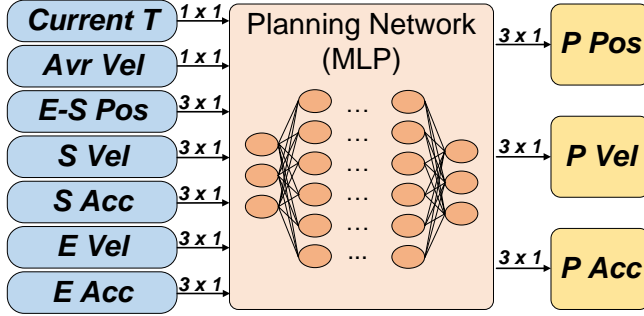 Current T
1 x 1
Avr Vel
1 x 1
E-S Pos
3 x 1
S Vel
3 x 1
S Acc
3 x 1
E Vel
3 x 1
E Acc
3 x 1
Planning Network
(MLP)
...
...
...
...
...
...
3 x 1
P Pos
3 x 1
P Vel
3 x 1
P Acc